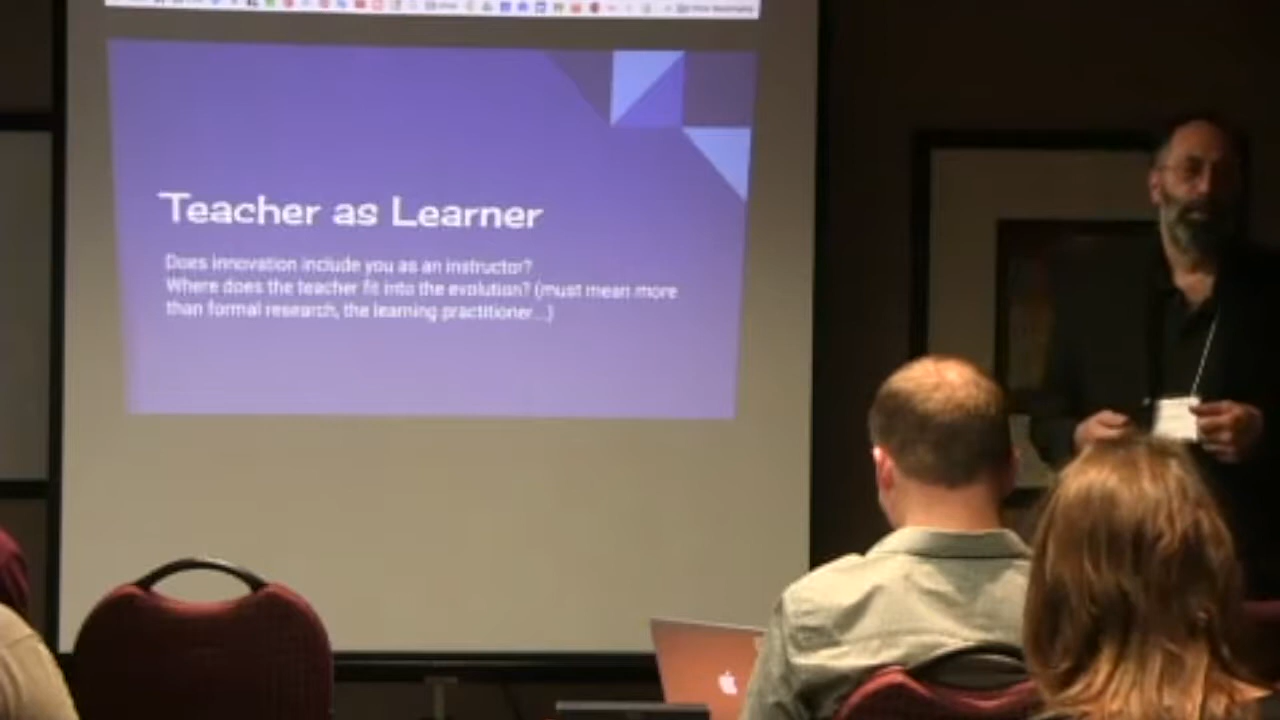 Teacher as Learner
Does innovation include you as an instructor?
Where does the teacher fit into the evolution? (must mean more
than formal research, the learning practitioner...)